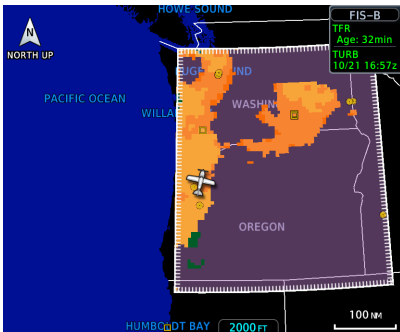 HOWE SOUND
FIS-B
TFR
Age: 32min
TURB
10/21 16:57z
N
NORTH UP
PACIFIC OCEAN
WILLA
WASHIN
OREGON
HUMBOLDT BAY
2000 FT
100 NM